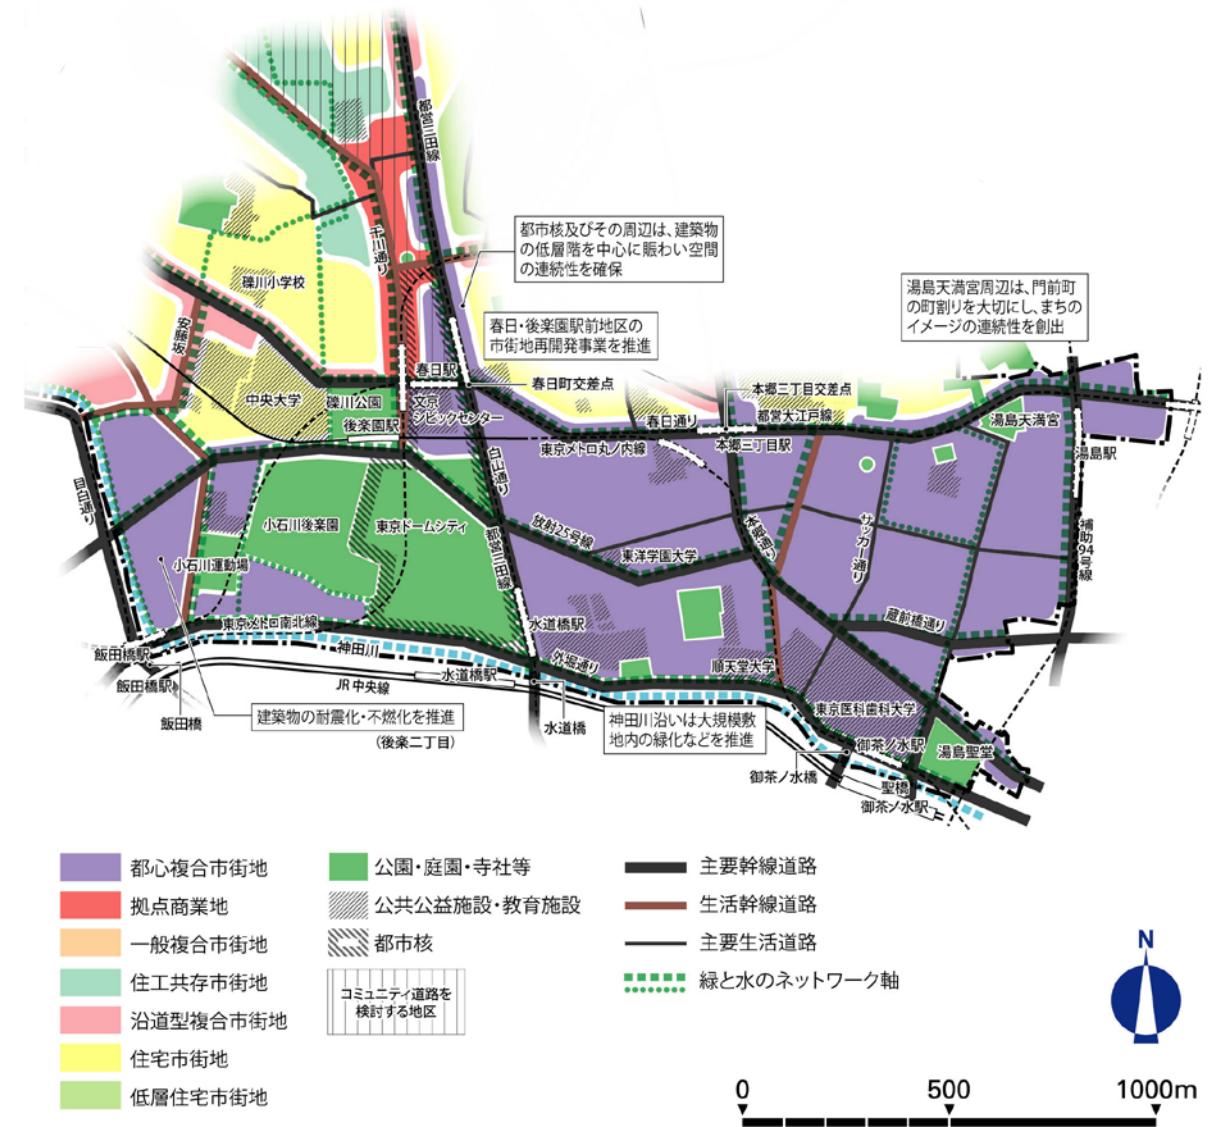 都営三田線
都市核及びその周辺は、建築物
の低層階を中心に賑わい空間
の連続性を確保
千川通り
礫川小学校
湯島天満宮周辺は、門前町
の町割りを大切にし、まちの
イメージの連続性を創出
安藤坂
春日・後楽園駅前地区の
市街地再開発事業を推進
春日駅
春日町交差点
本郷三丁目交差点
中央大学
礫川公園
文京
シビックセンター
後楽園駅
春日通り
都営大江戸線
湯島天満宮
東京メトロ丸ノ内線
本郷三丁目駅
湯島駅
目白通り
白山通り
小石川後楽園
東京ドームシティ
放射25号線
本郷通り
サッカー通り
補助94号線
都営三田線
東洋学園大学
小石川運動場
蔵前橋通り
東京メトロ南北線
水道橋駅
飯田橋駅
神田川
外堀通り
順天堂大学
飯田橋駅
JR中央線
水道橋駅
東京医科歯科大学
飯田橋
建築物の耐震化・不燃化を推進
(後楽二丁目)
水道橋
神田川沿いは大規模敷
地内の緑化などを推進
御茶ノ水駅
湯島聖堂
御茶ノ水橋
聖橋
御茶ノ水駅
都心複合市街地
拠点商業地
一般複合市街地
住工共存市街地
沿道型複合市街地
住宅市街地
低層住宅市街地
公園・庭園・寺社等
公共公益施設・教育施設
都市核
コミュニティ道路を
検討する地区
主要幹線道路
生活幹線道路
主要生活道路
緑と水のネットワーク軸
N
0
500
1000m